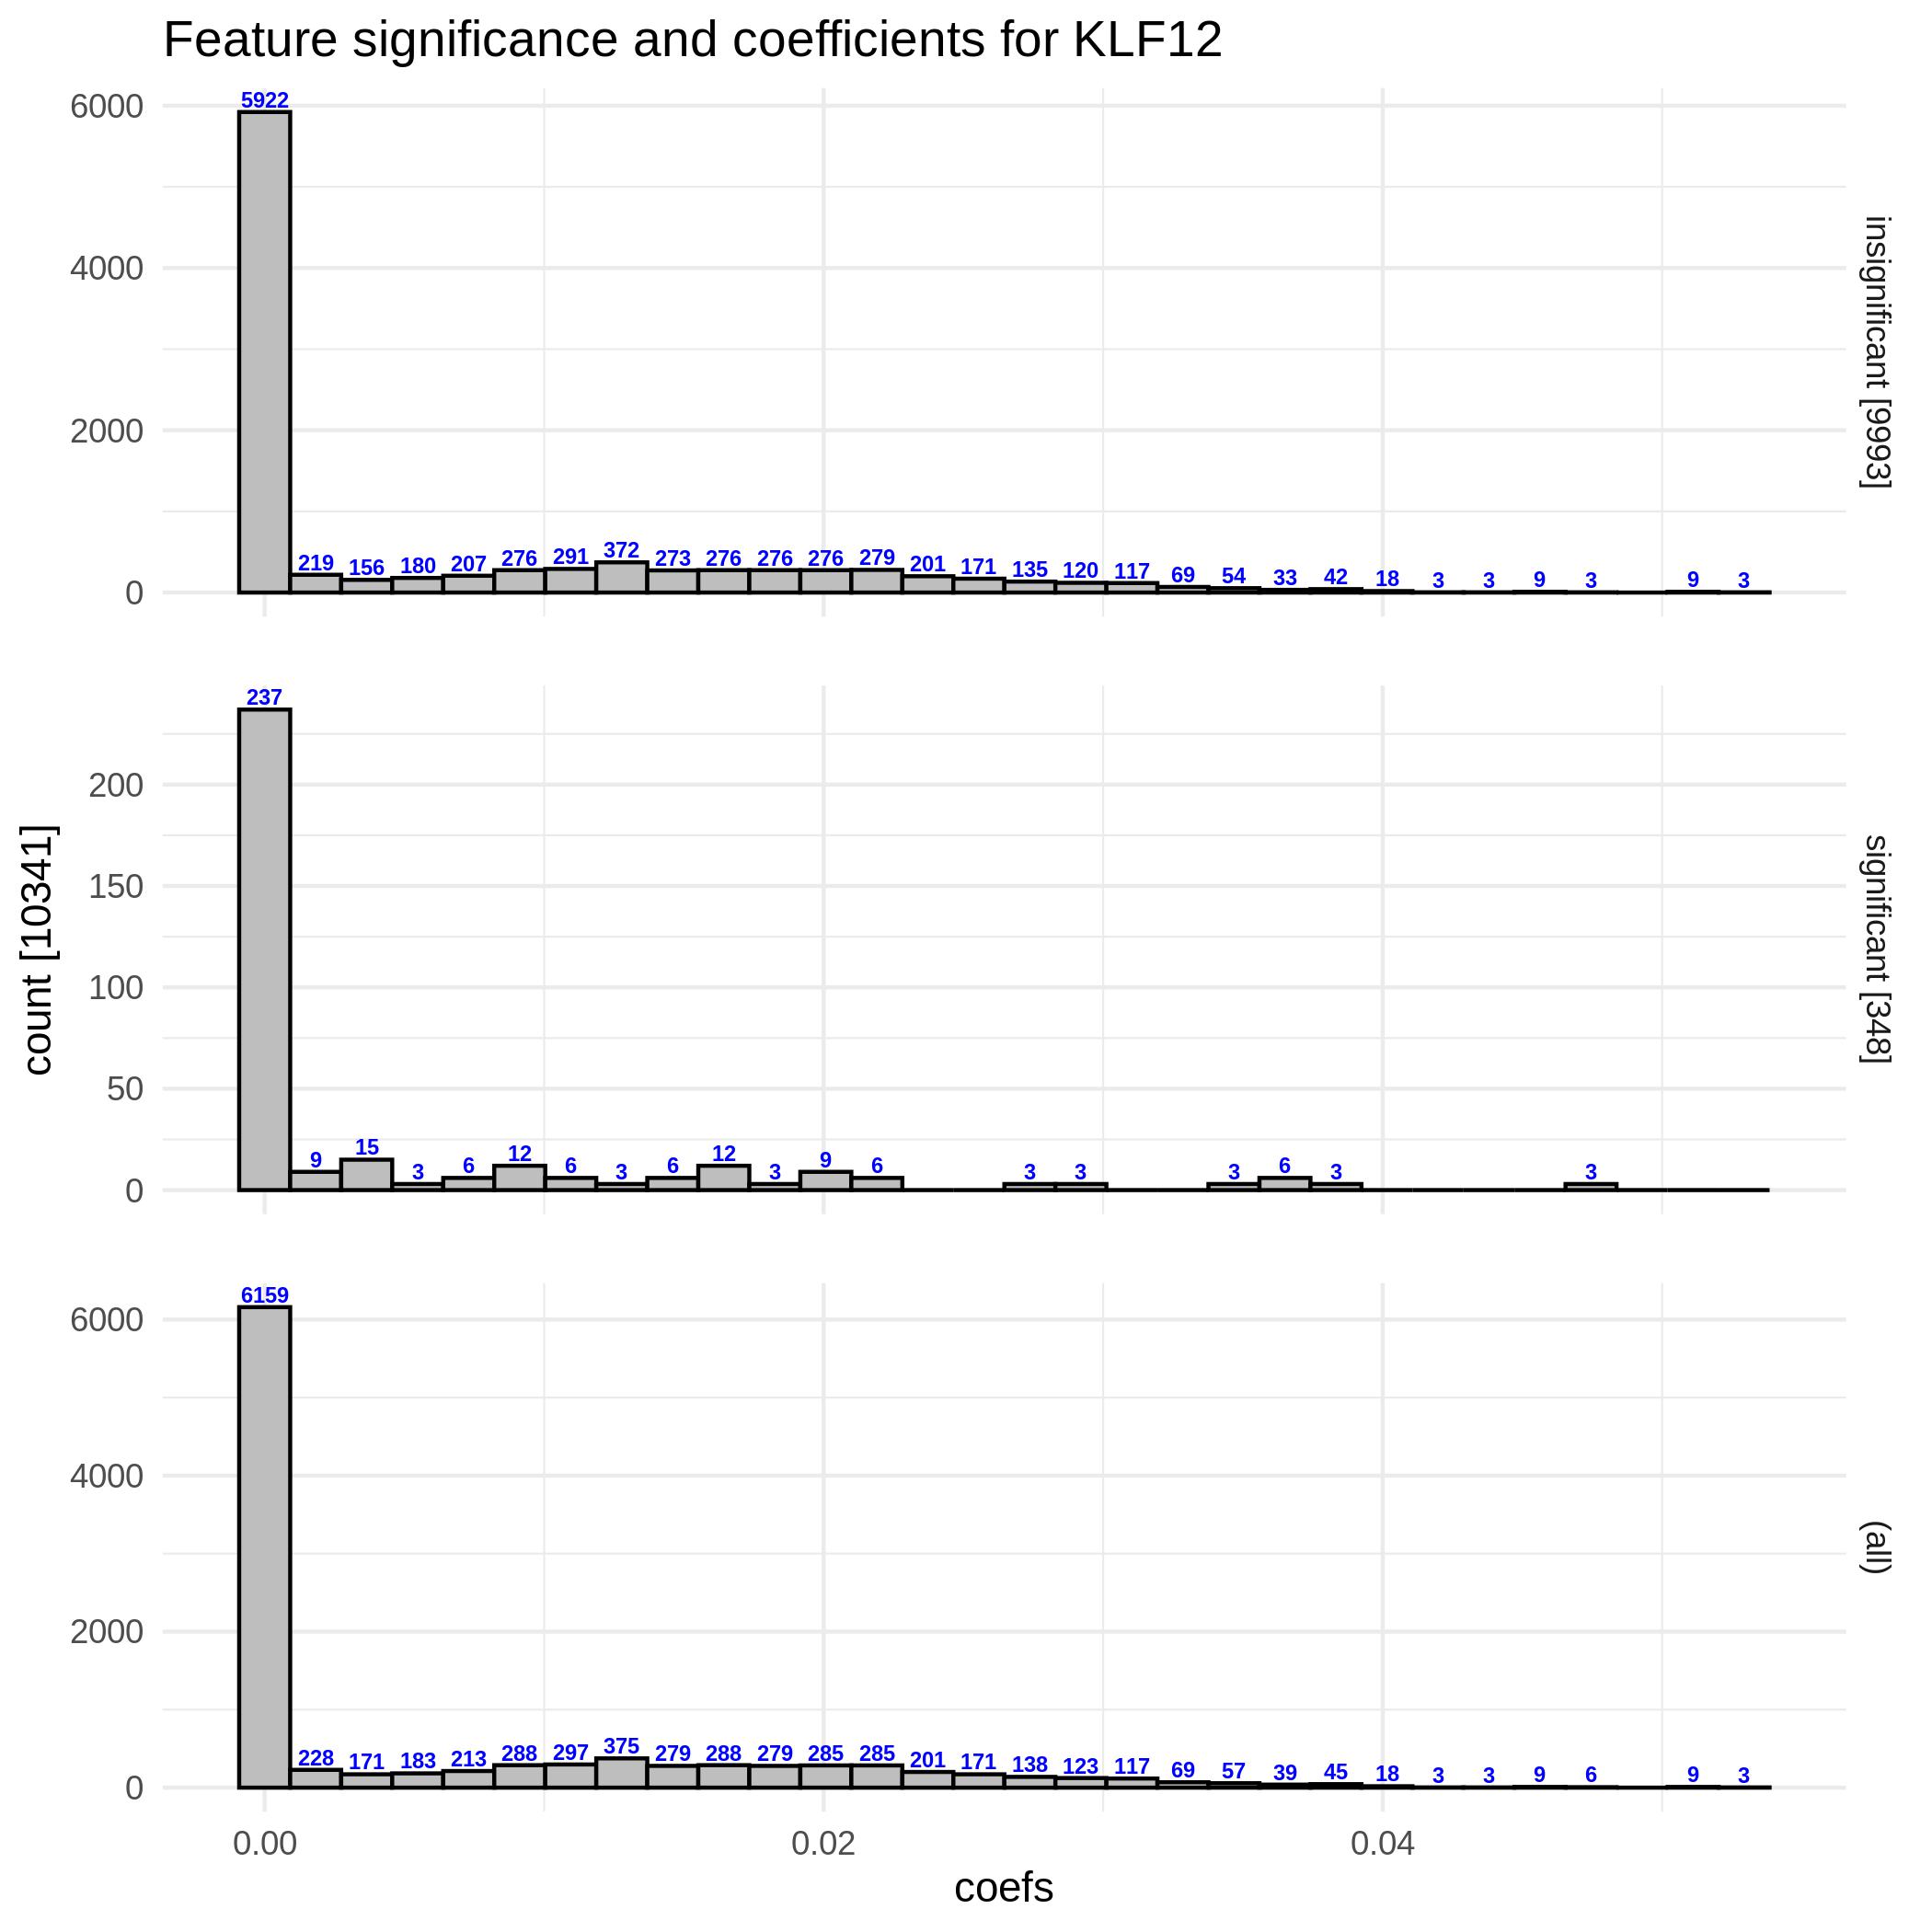 Feature significance and coefficients for KLF12
count [10341]
6000
4000
2000
0
5922
219 156 180 207 276 291 372 273 276 276 276 279 201 171 135 120 117 69 54 33 42 18 3 3 9 3 9 3
insignificant [9993]
200
150
100
50
0
237
9 15 3 6 12 6 3 6 12 3 9 6 3 3 3 6 3 3
significant [348]
6000
4000
2000
0
6159
228 171 183 213 288 297 375 279 288 279 285 285 201 171 138 123 117 69 57 39 45 18 3 3 9 6 9 3
(all)
0.00 0.02 0.04
coefs